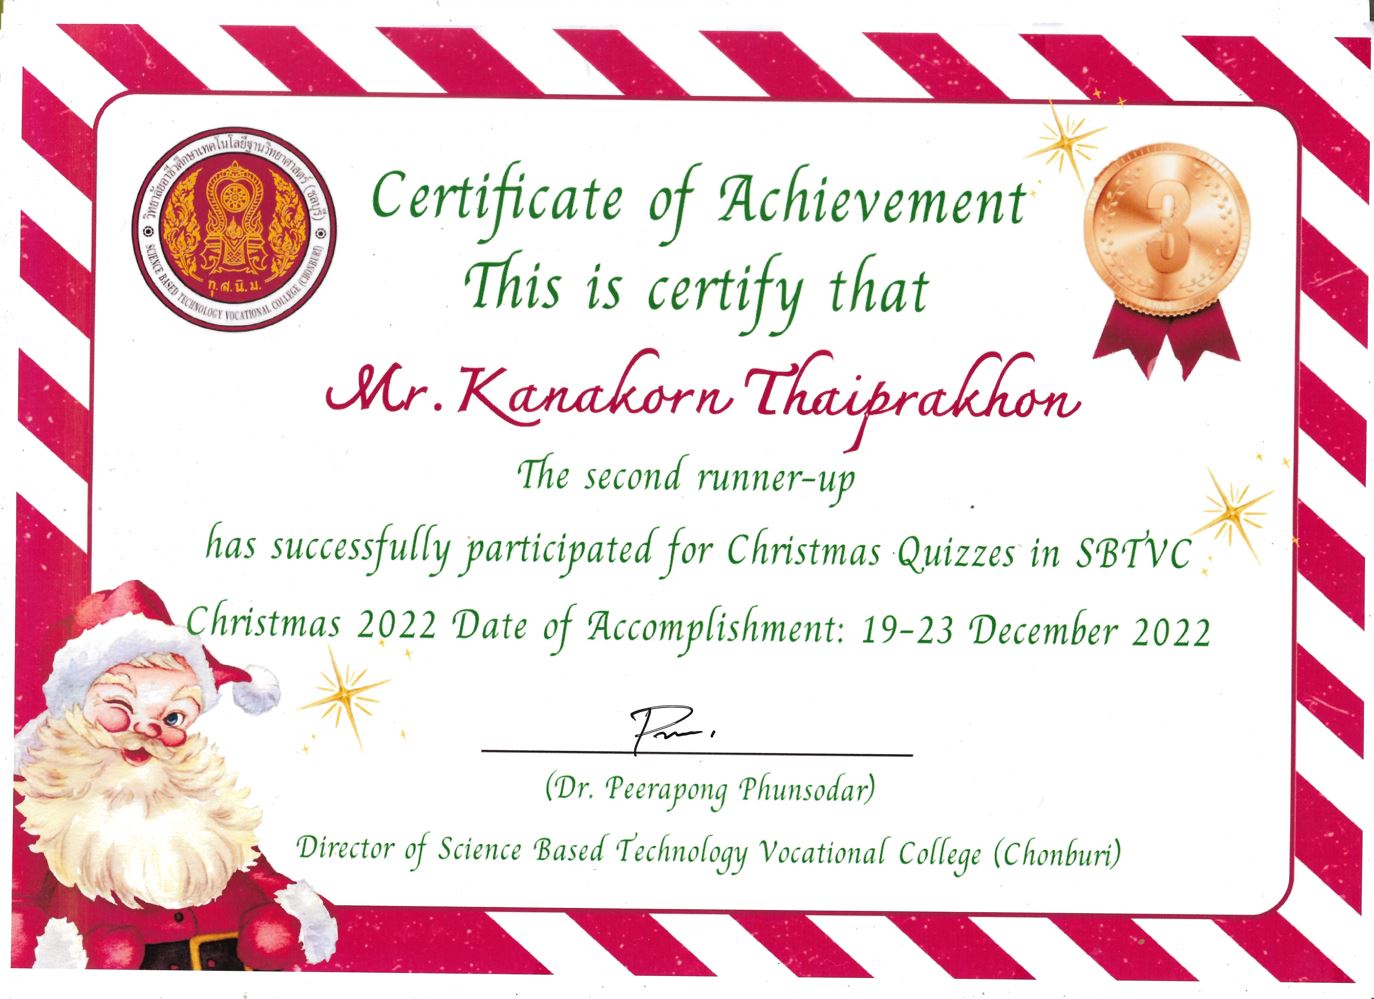 วิทยาลัยอาชีวศึกษาเทคโนโลยีฐานวิทยาศาสตร์ (ชลบุรี)
ท.ศ.นิ.ม.
SCIENCE BASED TECHNOLOGY VOCATIONAL COLLEGE (CHONBURI)
3
Certificate of Achievement
This is certify that
Mr. Kanakorn Thaiprakhon
The second runner-up
has successfully participated for Christmas Quizzes in SBTVC
Christmas 2022 Date of Accomplishment: 19-23 December 2022
(Dr. Peerapong Phunsodar)
Director of Science Based Technology Vocational College (Chonburi)